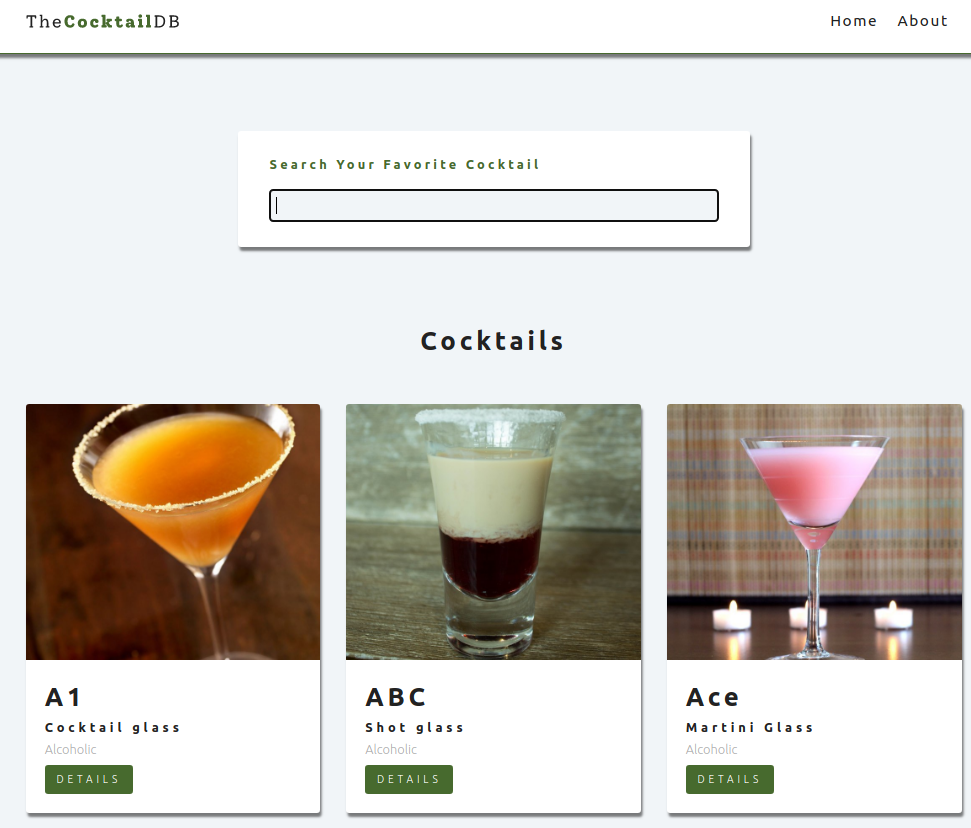 TheCocktailDB
Home About
Search Your Favorite Cocktail
Cocktails
A1
Cocktail glass
Alcoholic
DETAILS
ABC
Shot glass
Alcoholic
DETAILS
Ace
Martini Glass
Alcoholic
DETAILS